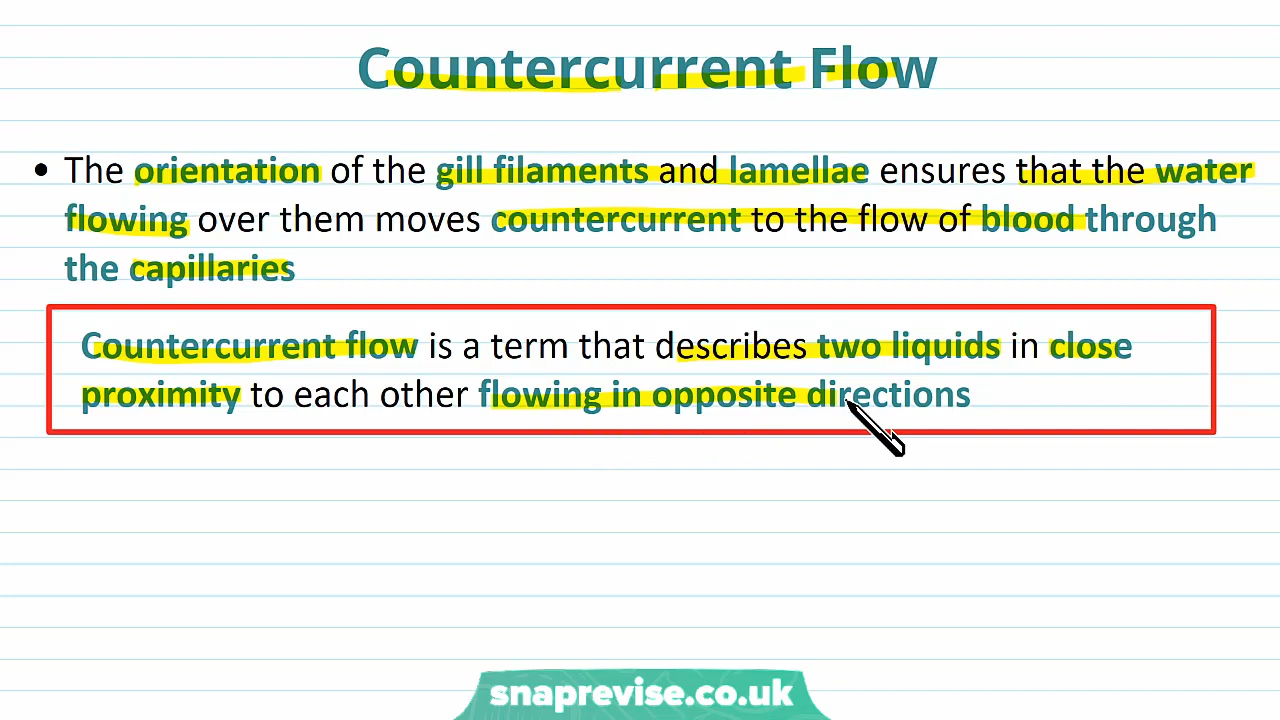 Countercurrent Flow
• The orientation of the gill filaments and lamellae ensures that the water
flowing over them moves countercurrent to the flow of blood through
the capillaries
Countercurrent flow is a term that describes two liquids in close
proximity to each other flowing in opposite directions
snaprevise.co.uk